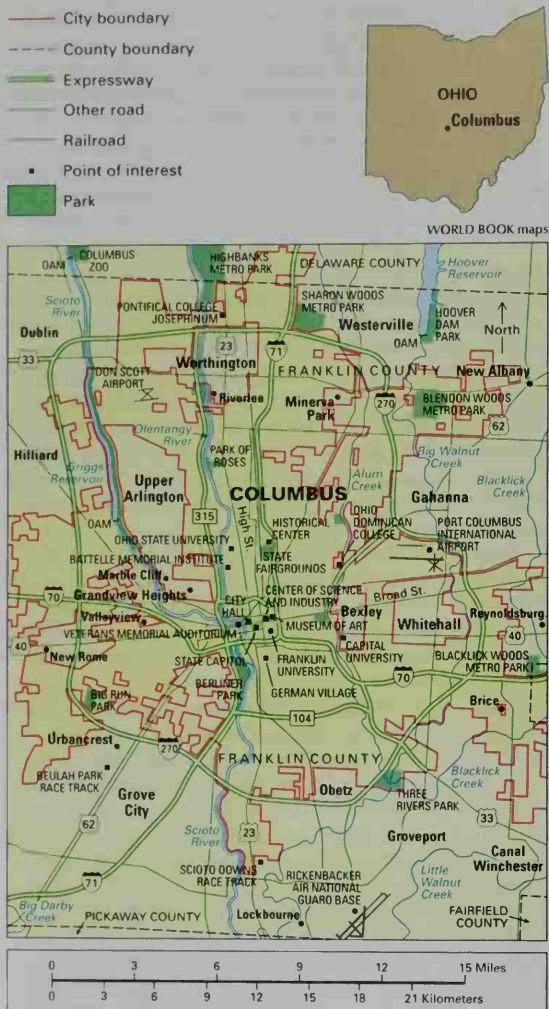 City boundary
County boundary
Expressway
Other road
Railroad
Point of interest
Park
OHIO
Columbus
WORLD BOOK maps
DAM
COLUMBUS
ZOO
HIGHBANKS
METRO PARK
DELAWARE COUNTY
Hoover
Reservoir
Scioto
River
PONTIFICAL COLLEGE
JOSEPHINUM
SHARON WOODS
METRO PARK
Westerville
HOOVER
DAM
PARK
DAM
North
Dublin
33
23
71
Worthington
FRANKLIN COUNTY
New Albany
DON SCOTT
AIRPORT
Riverlee
Minerva
Park
270
BLENDON WOODS
METRO PARK
62
Olentangy
River
Hilliard
Griggs
Reservoir
PARK OF
ROSES
Big Walnut
Creek
Upper
Arlington
Alum
Creek
Blacklick
Creek
COLUMBUS
Gahanna
DAM
315
High St.
HISTORICAL
CENTER
OHIO
DOMINICAN
COLLEGE
PORT COLUMBUS
INTERNATIONAL
AIRPORT
OHIO STATE UNIVERSITY
BATTELLE MEMORIAL INSTITUTE
STATE
FAIRGROUNDS
Marble Cliff
70
Grandview Heights
CITY
HALL
CENTER OF SCIENCE
AND INDUSTRY
Broad St.
Bexley
Reynoldsburg
Valleyview
VETERANS MEMORIAL AUDITORIUM
MUSEUM OF ART
Whitehall
40
40
New Rome
STATE CAPITOL
FRANKLIN
UNIVERSITY
CAPITAL
UNIVERSITY
BLACKLICK WOODS
METRO PARK
70
BERLINER
PARK
GERMAN VILLAGE
BIG RUN
PARK
104
Brice
Urbancrest
270
FRANKLIN COUNTY
BEULAH PARK
RACE TRACK
Blacklick
Creek
Obetz
THREE
RIVERS PARK
Grove
City
62
33
Scioto
River
23
Groveport
Canal
Winchester
SCIOTO DOWNS
RACE TRACK
71
RICKENBACKER
AIR NATIONAL
GUARD BASE
Little
Walnut
Creek
Big Darby
Creek
PICKAWAY COUNTY
Lockbourne
FAIRFIELD
COUNTY
0 3 6 9 12 15 Miles
0 3 6 9 12 15 18 21 Kilometers